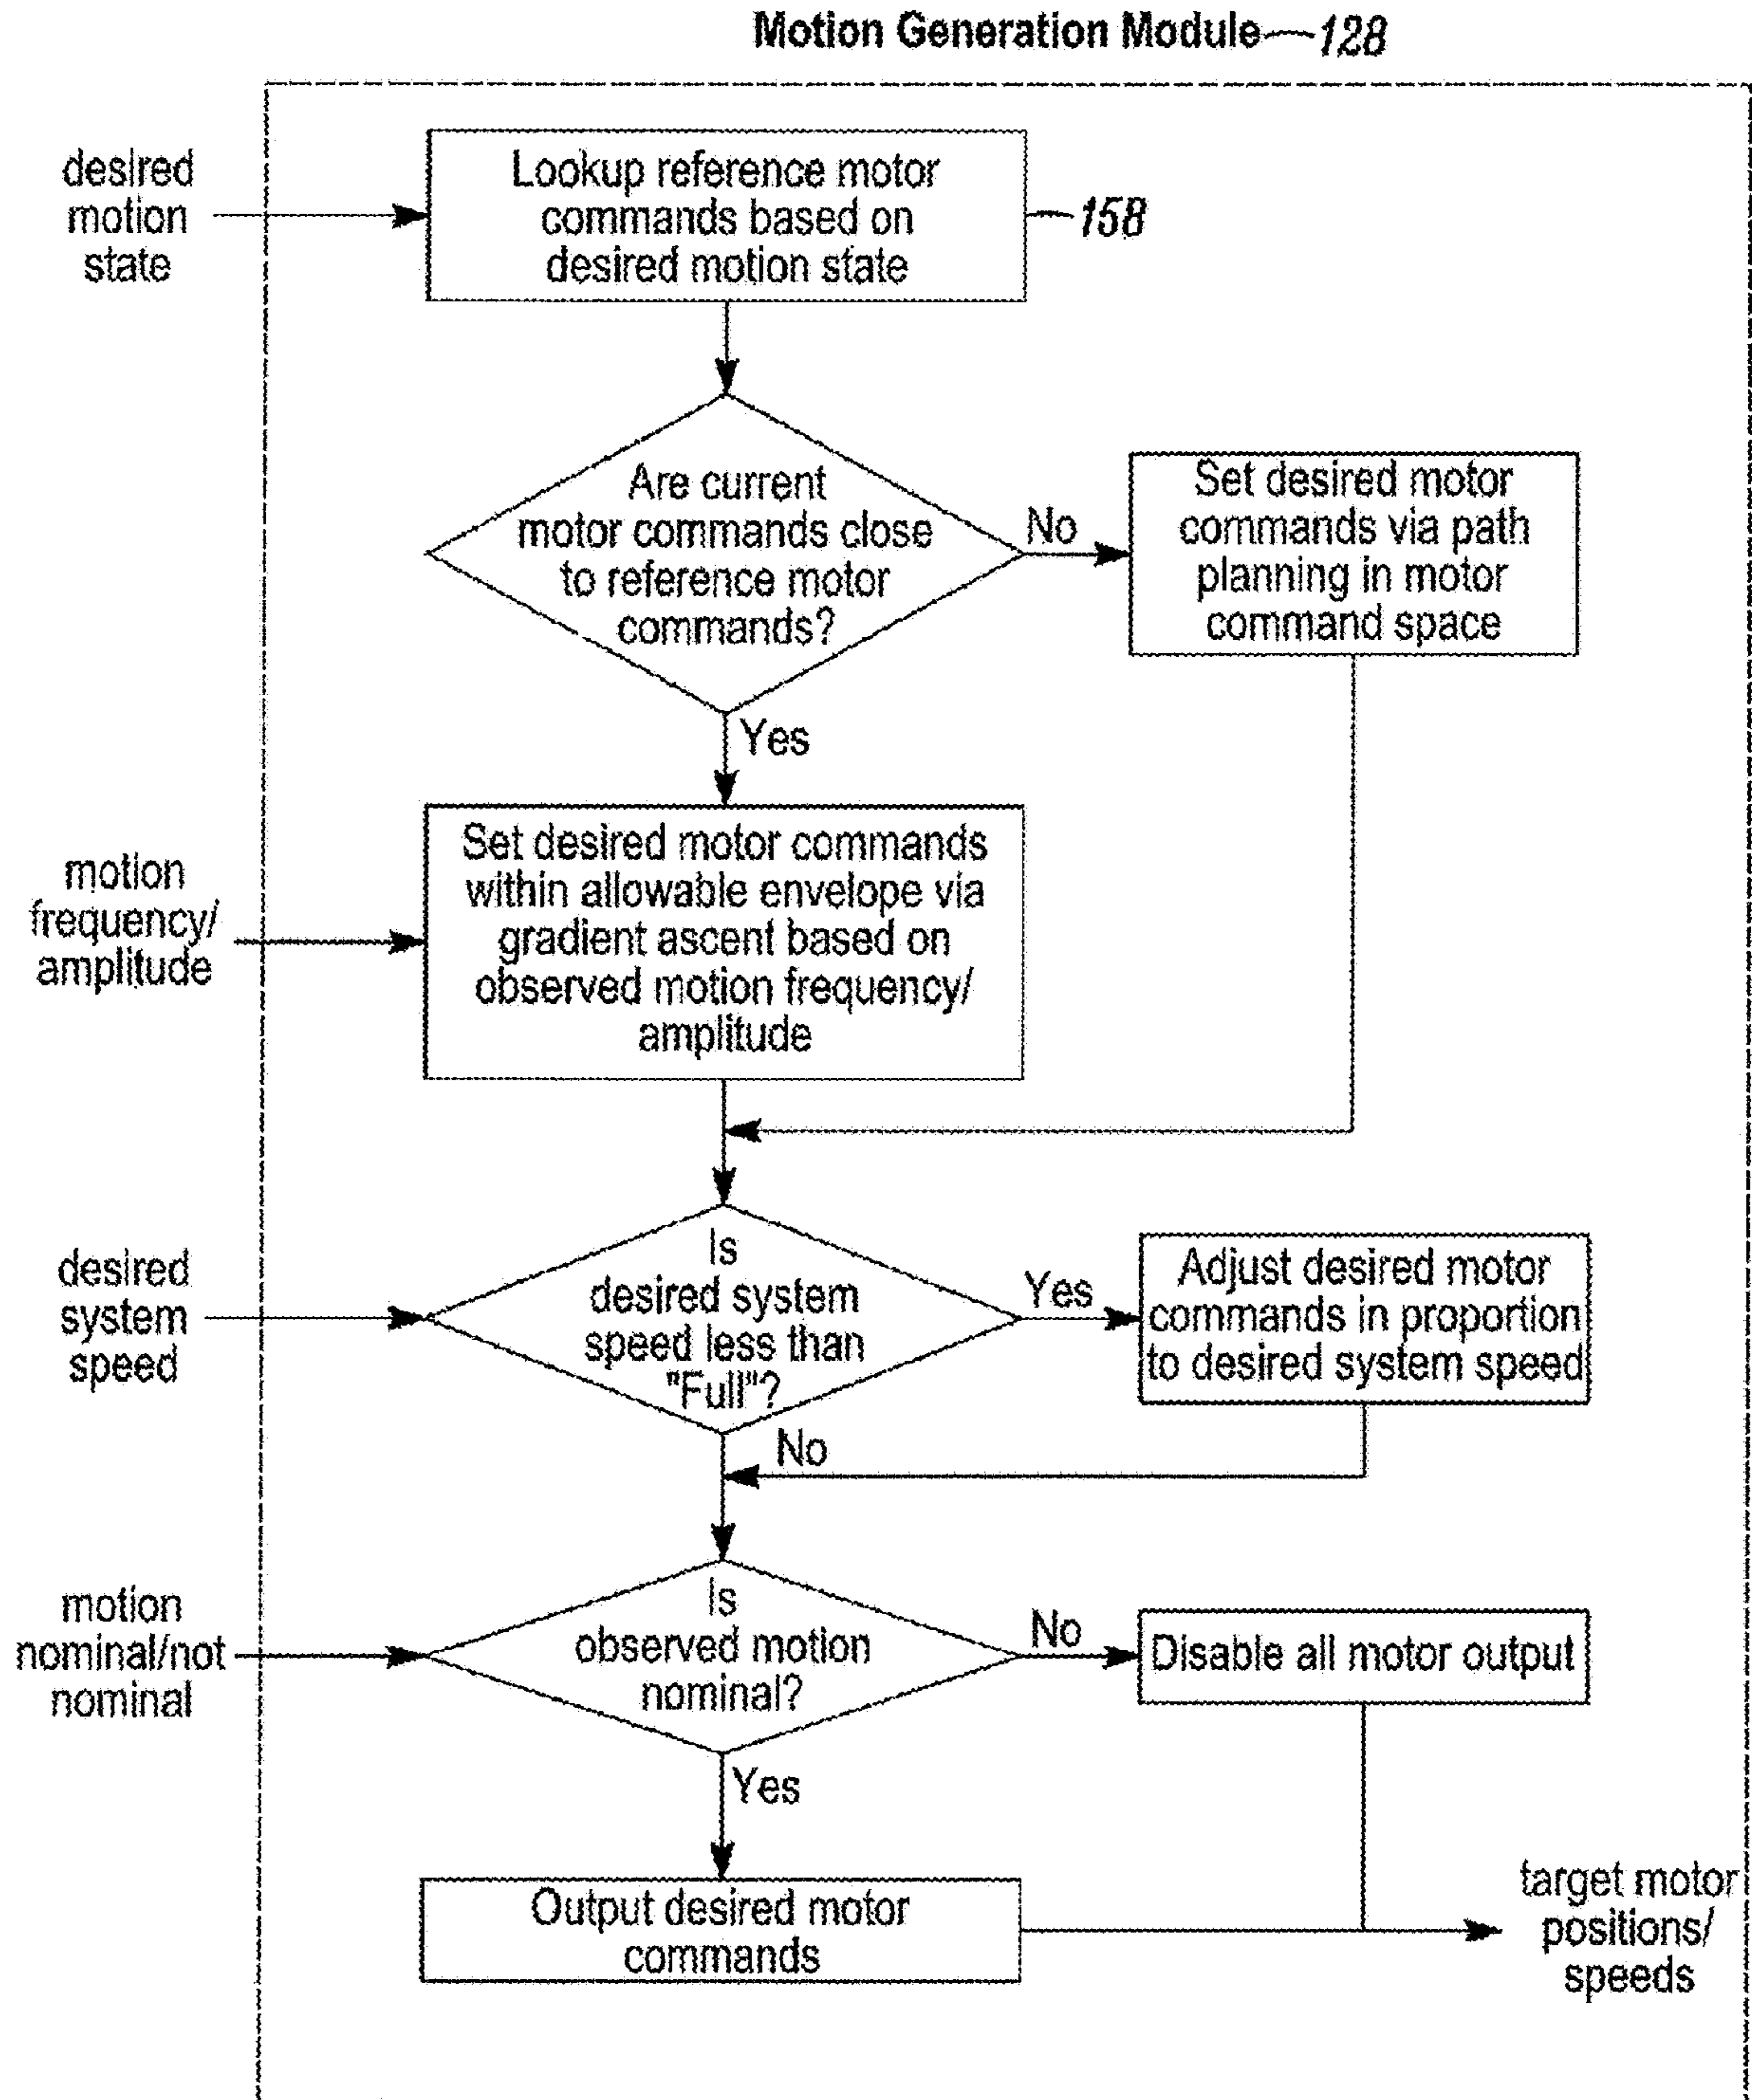 Motion Generation Module 128
desired
motion
state
Lookup reference motor
commands based on
desired motion state
158
Are current
motor commands close
to reference motor
commands?
No
Set desired motor
commands via path
planning in motor
command space
Yes
motion
frequency/
amplitude
Set desired motor commands
within allowable envelope via
gradient ascent based on
observed motion frequency/
amplitude
desired
system
speed
Is
desired system
speed less than
"Full"?
Yes
Adjust desired motor
commands in proportion
to desired system speed
No
motion
nominal/not
nominal
Is
observed motion
nominal?
No
Disable all motor output
Yes
Output desired motor
commands
target motor
positions/
speeds